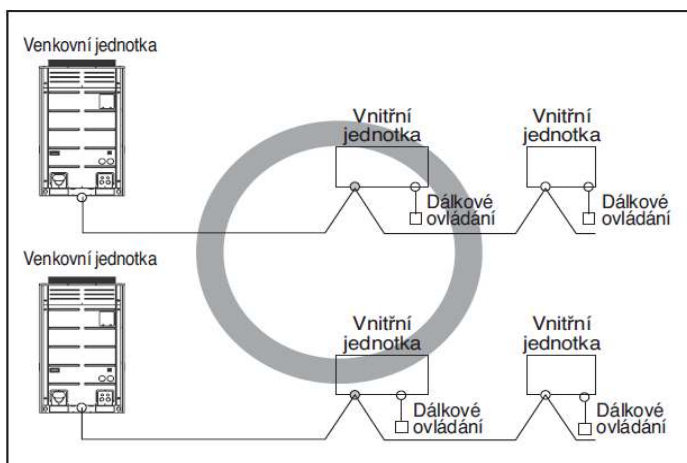 Venkovní jednotka
Vnitřní
jednotka
Vnitřní
jednotka
Dálkové
ovládání
Dálkové
ovládání
Venkovní jednotka
Vnitřní
jednotka
Vnitřní
jednotka
Dálkové
ovládání
Dálkové
ovládání